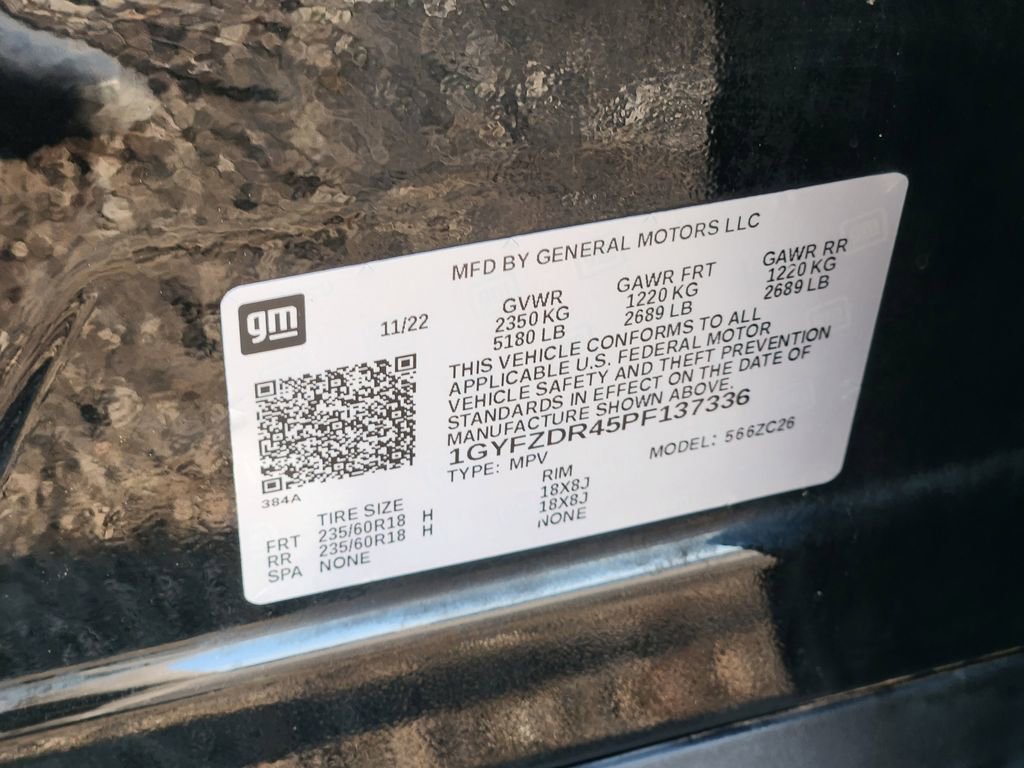 MFD BY GENERAL MOTORS LLC
gm
11/22
GVWR GAWR FRT GAWR RR
2350 KG 1220 KG 1220 KG
5180 LB 2689 LB 2689 LB
THIS VEHICLE CONFORMS TO ALL
APPLICABLE U.S. FEDERAL MOTOR
VEHICLE SAFETY AND THEFT PREVENTION
STANDARDS IN EFFECT ON THE DATE OF
MANUFACTURE SHOWN ABOVE.
1GYFZDR45PF137336
TYPE: MPV MODEL: 566ZC26
384A
TIRE SIZE RIM
FRT 235/60R18 H 18X8J
RR 235/60R18 H 18X8J
SPA NONE NONE